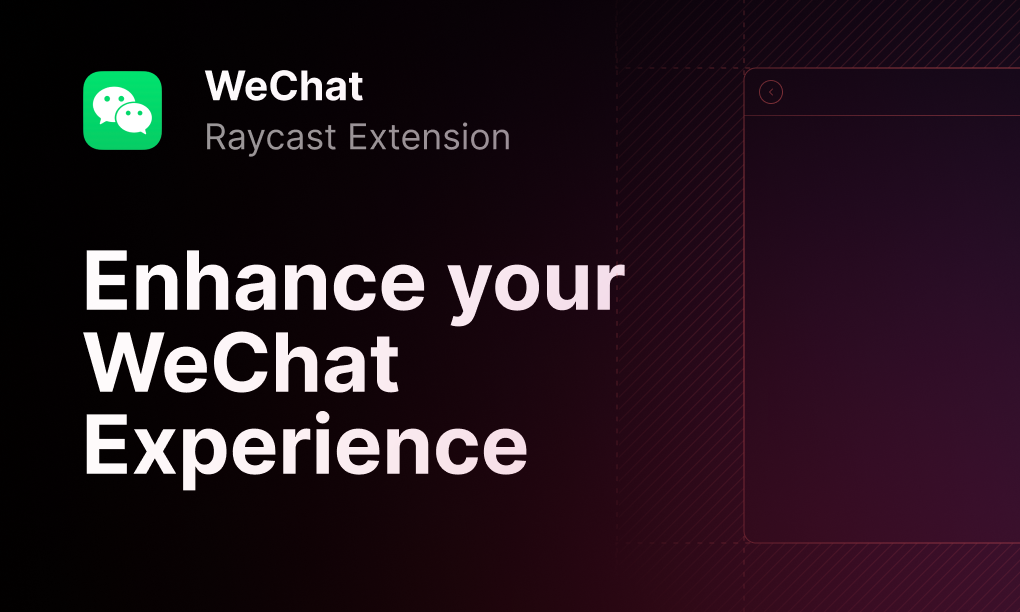 WeChat
Raycast Extension
Enhance your
WeChat
Experience